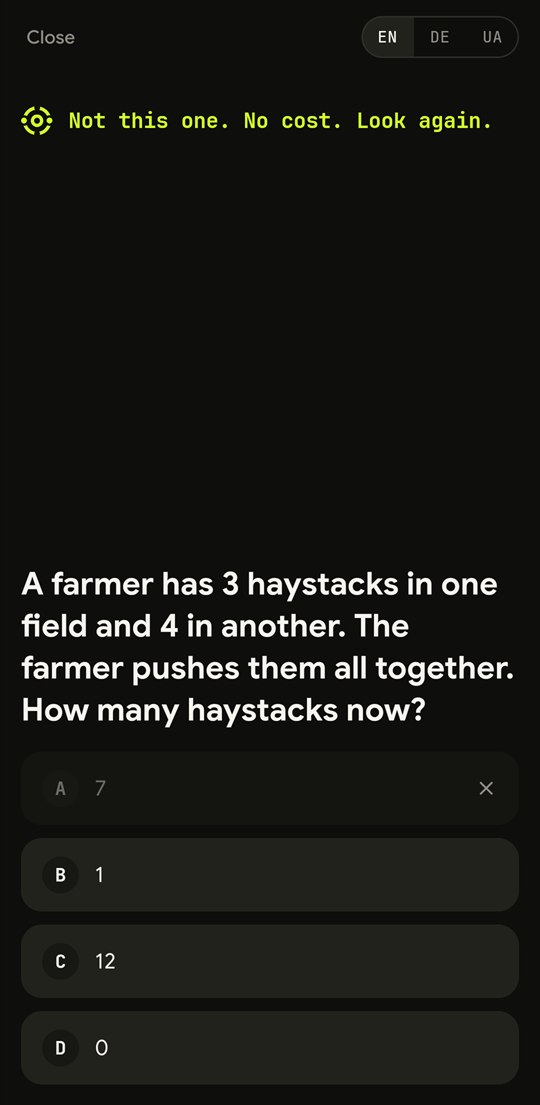 Close
EN DE UA
Not this one. No cost. Look again.
A farmer has 3 haystacks in one
field and 4 in another. The
farmer pushes them all together.
How many haystacks now?
A 7
B 1
C 12
D 0